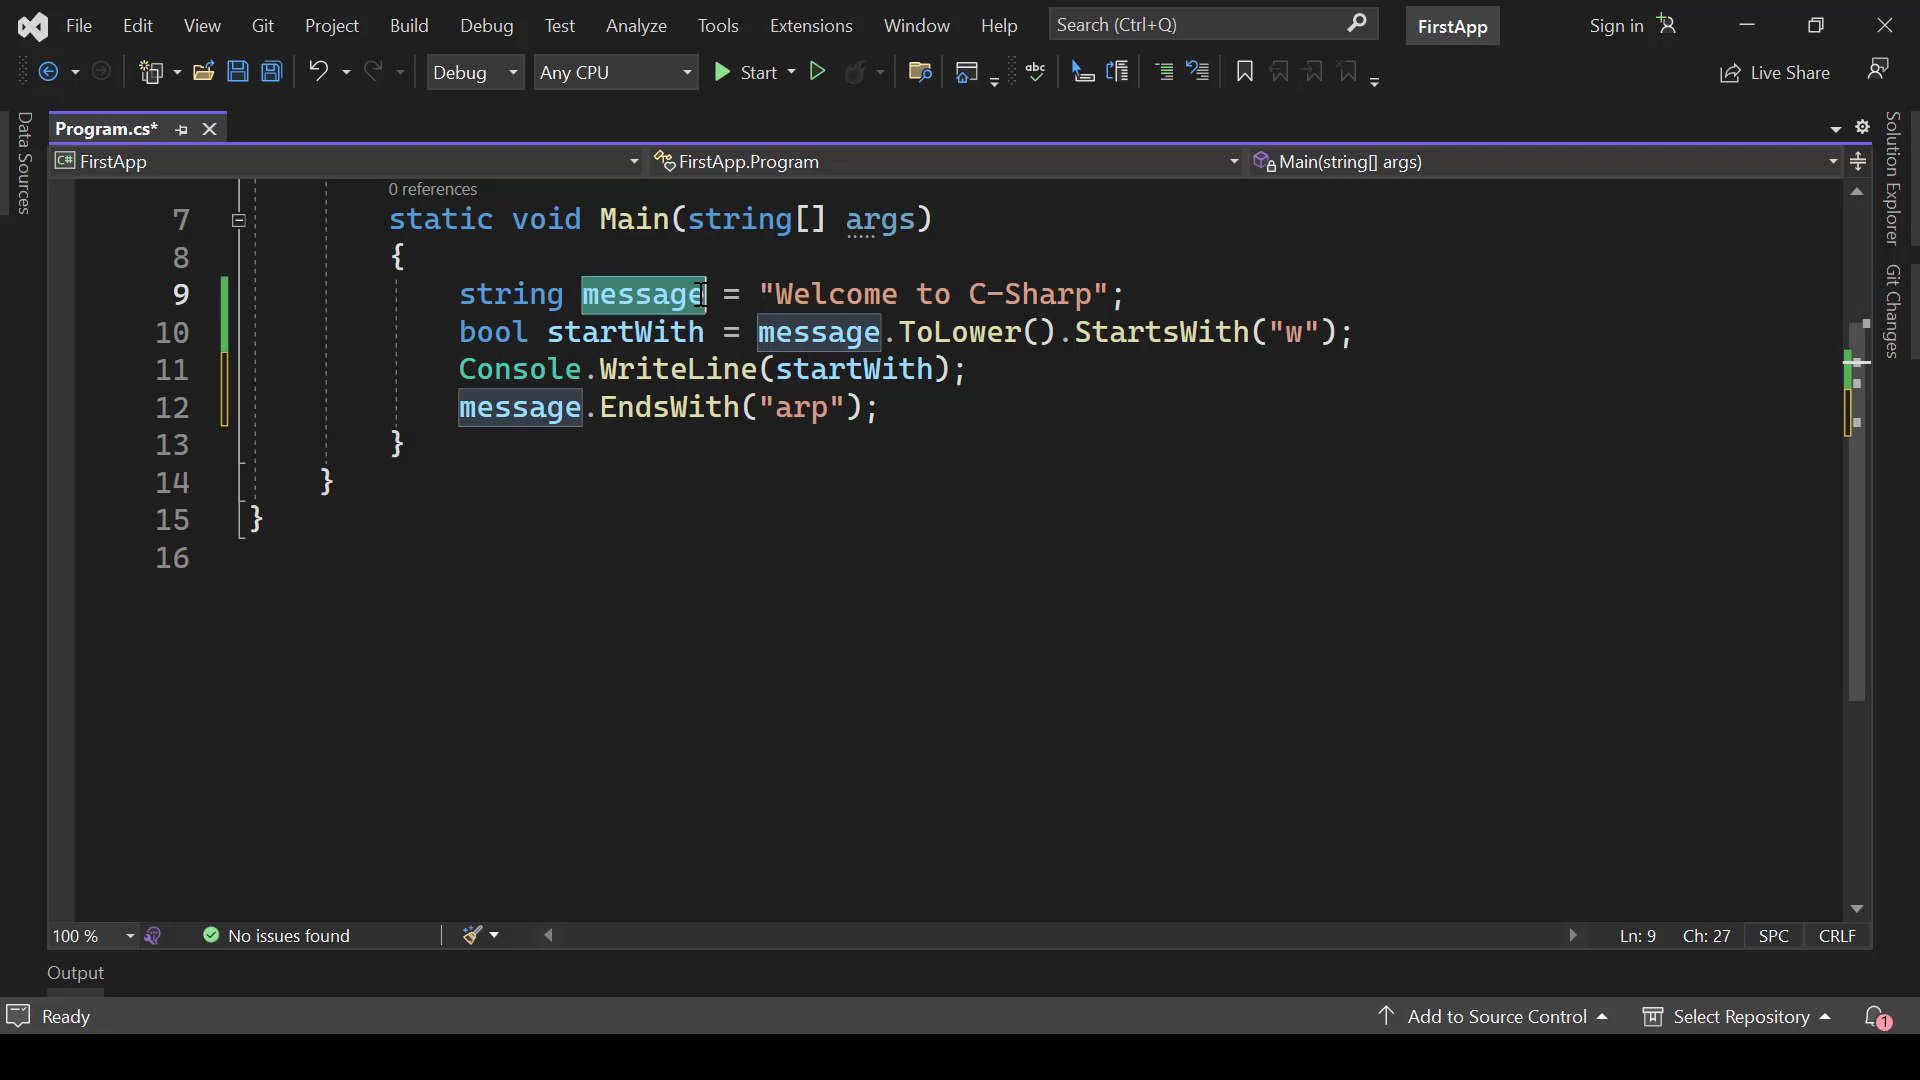 File Edit View Git Project Build Debug Test Analyze Tools Extensions Window Help Search (Ctrl+Q) FirstApp Sign in
Debug Any CPU Start Live Share
Data Sources
Program.cs*
FirstApp FirstApp.Program Main(string[] args)
0 references
7 static void Main(string[] args)
8 {
9 string message = "Welcome to C-Sharp";
10 bool startWith = message.ToLower().StartsWith("w");
11 Console.WriteLine(startWith);
12 message.EndsWith("arp");
13 }
14 }
15 }
16
Solution Explorer
Git Changes
100 % No issues found Ln: 9 Ch: 27 SPC CRLF
Output
Ready Add to Source Control Select Repository 1